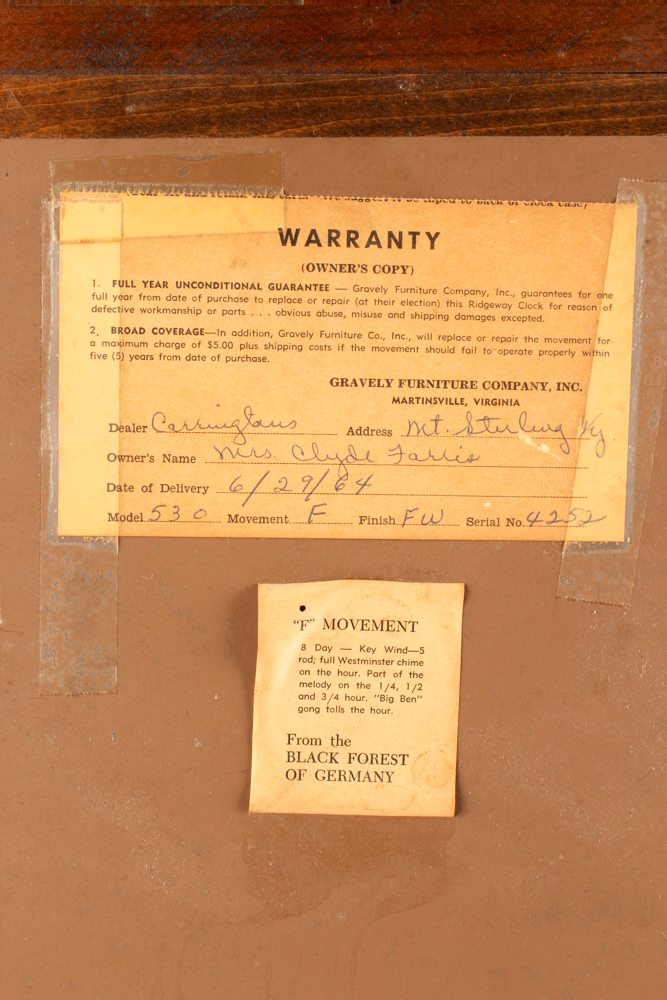 back of clock case)
WARRANTY
(OWNER'S COPY)
1. FULL YEAR UNCONDITIONAL GUARANTEE — Gravely Furniture Company, Inc., guarantees for one
full year from date of purchase to replace or repair (at their election) this Ridgeway Clock for reason of
defective workmanship or parts . . . obvious abuse, misuse and shipping damages excepted.
2. BROAD COVERAGE—In addition, Gravely Furniture Co., Inc., will replace or repair the movement for
a maximum charge of $5.00 plus shipping costs if the movement should fail to operate properly within
five (5) years from date of purchase.
GRAVELY FURNITURE COMPANY, INC.
MARTINSVILLE, VIRGINIA
Dealer Carringtons Address Mt. Sterling Ky
Owner's Name Mrs. Clyde Farris
Date of Delivery 6/29/64
Model 530 Movement F Finish FW Serial No. 4252
"F" MOVEMENT
8 Day — Key Wind—5
rod; full Westminster chime
on the hour. Part of the
melody on the 1/4, 1/2
and 3/4 hour. "Big Ben"
gong tolls the hour.
From the
BLACK FOREST
OF GERMANY